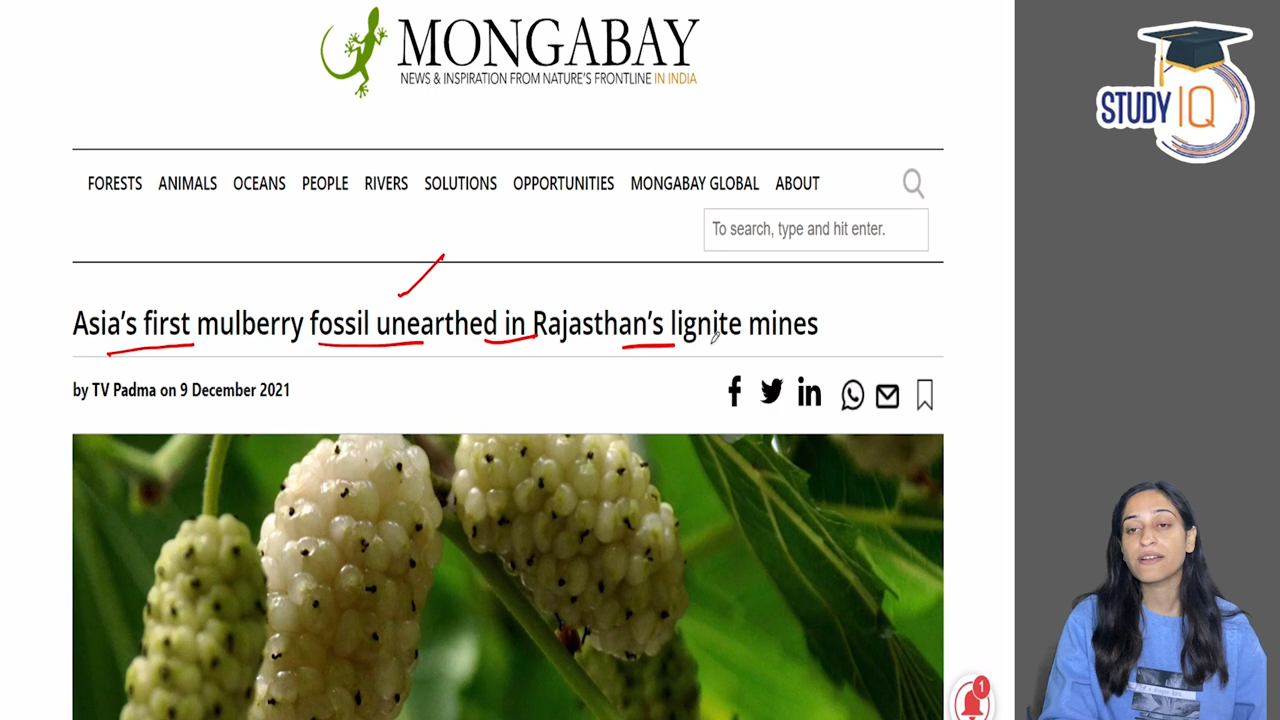 MONGABAY
NEWS & INSPIRATION FROM NATURE'S FRONTLINE IN INDIA
STUDY IQ
FORESTS ANIMALS OCEANS PEOPLE RIVERS SOLUTIONS OPPORTUNITIES MONGABAY GLOBAL ABOUT
To search, type and hit enter.
Asia's first mulberry fossil unearthed in Rajasthan's lignite mines
by TV Padma on 9 December 2021
1